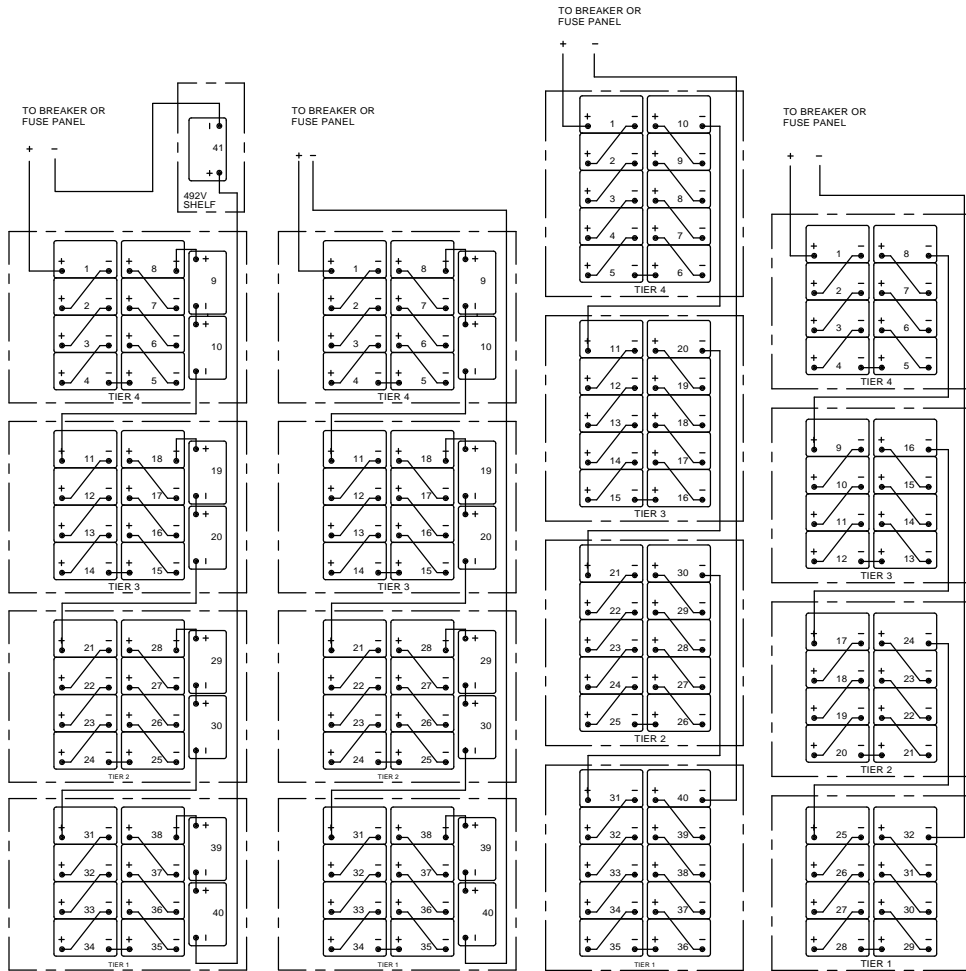 TO BREAKER OR
FUSE PANEL
+ −
− 41 +
492V
SHELF
+ 1 − + 8 − + 9 −
+ 2 − + 7 −
+ 3 − + 6 − + 10 −
+ 4 − + 5 −
TIER 4
+ 11 − + 18 − + 19 −
+ 12 − + 17 −
+ 13 − + 16 − + 20 −
+ 14 − + 15 −
TIER 3
+ 21 − + 28 − + 29 −
+ 22 − + 27 −
+ 23 − + 26 − + 30 −
+ 24 − + 25 −
TIER 2
+ 31 − + 38 − + 39 −
+ 32 − + 37 −
+ 33 − + 36 − + 40 −
+ 34 − + 35 −
TIER 1
TO BREAKER OR
FUSE PANEL
+ −
+ 1 − + 8 − + 9 −
+ 2 − + 7 −
+ 3 − + 6 − + 10 −
+ 4 − + 5 −
TIER 4
+ 11 − + 18 − + 19 −
+ 12 − + 17 −
+ 13 − + 16 − + 20 −
+ 14 − + 15 −
TIER 3
+ 21 − + 28 − + 29 −
+ 22 − + 27 −
+ 23 − + 26 − + 30 −
+ 24 − + 25 −
TIER 2
+ 31 − + 38 − + 39 −
+ 32 − + 37 −
+ 33 − + 36 − + 40 −
+ 34 − + 35 −
TIER 1
TO BREAKER OR
FUSE PANEL
+ −
+ 1 − + 10 −
+ 2 − + 9 −
+ 3 − + 8 −
+ 4 − + 7 −
+ 5 − + 6 −
TIER 4
+ 11 − + 20 −
+ 12 − + 19 −
+ 13 − + 18 −
+ 14 − + 17 −
+ 15 − + 16 −
TIER 3
+ 21 − + 30 −
+ 22 − + 29 −
+ 23 − + 28 −
+ 24 − + 27 −
+ 25 − + 26 −
TIER 2
+ 31 − + 40 −
+ 32 − + 39 −
+ 33 − + 38 −
+ 34 − + 37 −
+ 35 − + 36 −
TIER 1
TO BREAKER OR
FUSE PANEL
+ −
+ 1 − + 8 −
+ 2 − + 7 −
+ 3 − + 6 −
+ 4 − + 5 −
TIER 4
+ 9 − + 16 −
+ 10 − + 15 −
+ 11 − + 14 −
+ 12 − + 13 −
TIER 3
+ 17 − + 24 −
+ 18 − + 23 −
+ 19 − + 22 −
+ 20 − + 21 −
TIER 2
+ 25 − + 32 −
+ 26 − + 31 −
+ 27 − + 30 −
+ 28 − + 29 −
TIER 1